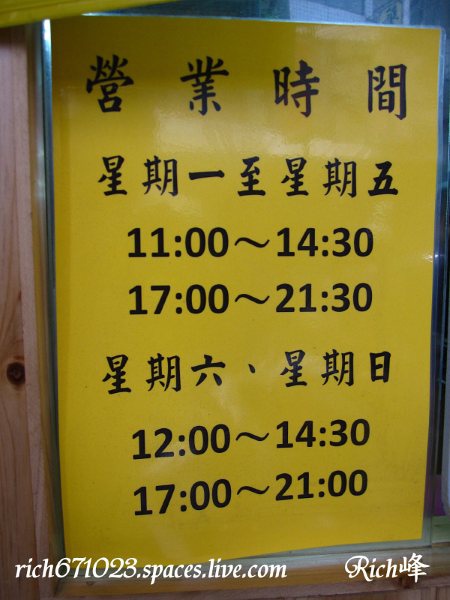 營業時間
星期一至星期五
11:00～14:30
17:00～21:30
星期六、星期日
12:00～14:30
17:00～21:00
rich671023.spaces.live.com
Rich峰